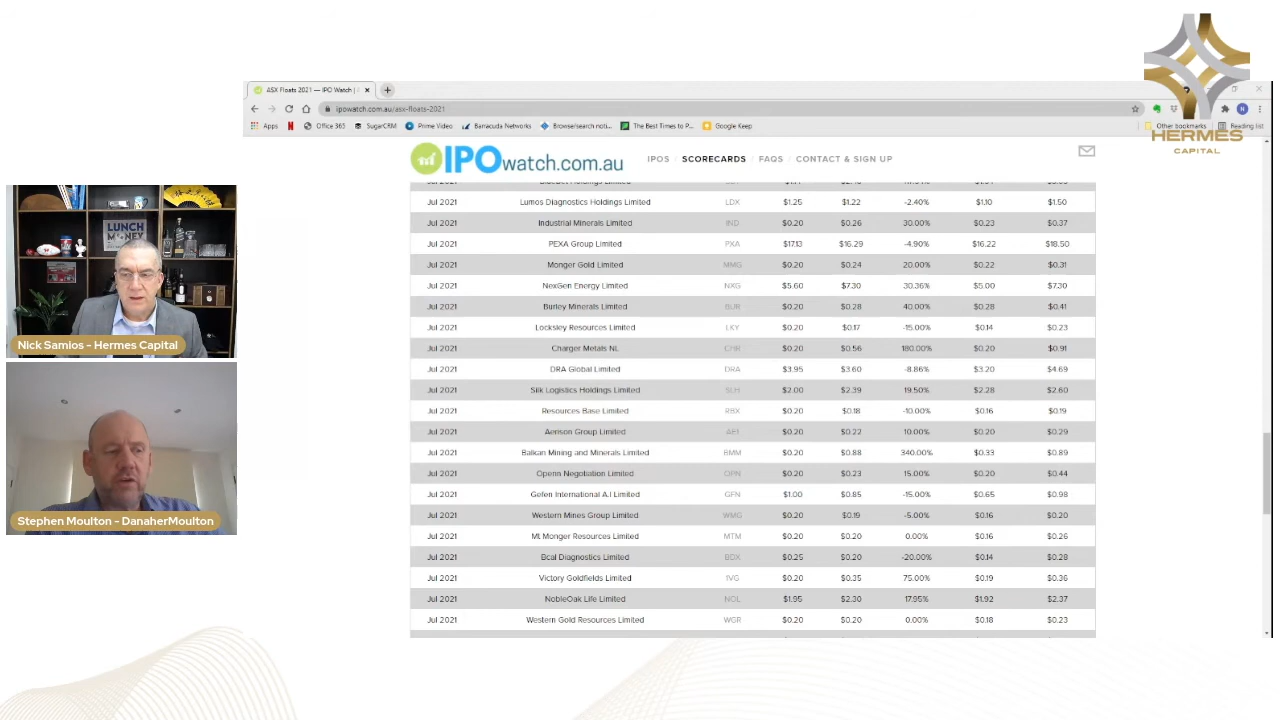 HERMES
CAPITAL
ASX Floats 2021 — IPO Watch |
ipowatch.com.au/asx-floats-2021
Apps Office 365 SugarCRM Prime Video Barracuda Networks Browse/search noti... The Best Times to P... Google Keep Other bookmarks Reading list
IPOwatch.com.au IPOS SCORECARDS FAQS CONTACT & SIGN UP
Jul 2021 Lumos Diagnostics Holdings Limited LDX $1.25 $1.22 -2.40% $1.10 $1.50
Jul 2021 Industrial Minerals Limited IND $0.20 $0.26 30.00% $0.23 $0.37
Jul 2021 PEXA Group Limited PXA $17.13 $16.29 -4.90% $16.22 $18.50
Jul 2021 Monger Gold Limited MMG $0.20 $0.24 20.00% $0.22 $0.31
Jul 2021 NexGen Energy Limited NXG $5.60 $7.30 30.36% $5.00 $7.30
Jul 2021 Burley Minerals Limited BUR $0.20 $0.28 40.00% $0.28 $0.41
Jul 2021 Locksley Resources Limited LKY $0.20 $0.17 -15.00% $0.14 $0.23
Jul 2021 Charger Metals NL CHR $0.20 $0.56 180.00% $0.20 $0.91
Jul 2021 DRA Global Limited DRA $3.95 $3.60 -8.86% $3.20 $4.69
Jul 2021 Silk Logistics Holdings Limited SLH $2.00 $2.39 19.50% $2.28 $2.60
Jul 2021 Resources Base Limited RBX $0.20 $0.18 -10.00% $0.16 $0.19
Jul 2021 Aerison Group Limited AE1 $0.20 $0.22 10.00% $0.20 $0.29
Jul 2021 Balkan Mining and Minerals Limited BMM $0.20 $0.88 340.00% $0.33 $0.89
Jul 2021 Openn Negotiation Limited OPN $0.20 $0.23 15.00% $0.20 $0.44
Jul 2021 Gefen International A.I Limited GFN $1.00 $0.85 -15.00% $0.65 $0.98
Jul 2021 Western Mines Group Limited WMG $0.20 $0.19 -5.00% $0.16 $0.20
Jul 2021 Mt Monger Resources Limited MTM $0.20 $0.20 0.00% $0.16 $0.26
Jul 2021 Bcal Diagnostics Limited BDX $0.25 $0.20 -20.00% $0.14 $0.28
Jul 2021 Victory Goldfields Limited 1VG $0.20 $0.35 75.00% $0.19 $0.36
Jul 2021 NobleOak Life Limited NOL $1.95 $2.30 17.95% $1.92 $2.37
Jul 2021 Western Gold Resources Limited WGR $0.20 $0.20 0.00% $0.18 $0.23
LUNCH
MONEY
Nick Samios - Hermes Capital
Stephen Moulton - DanaherMoulton